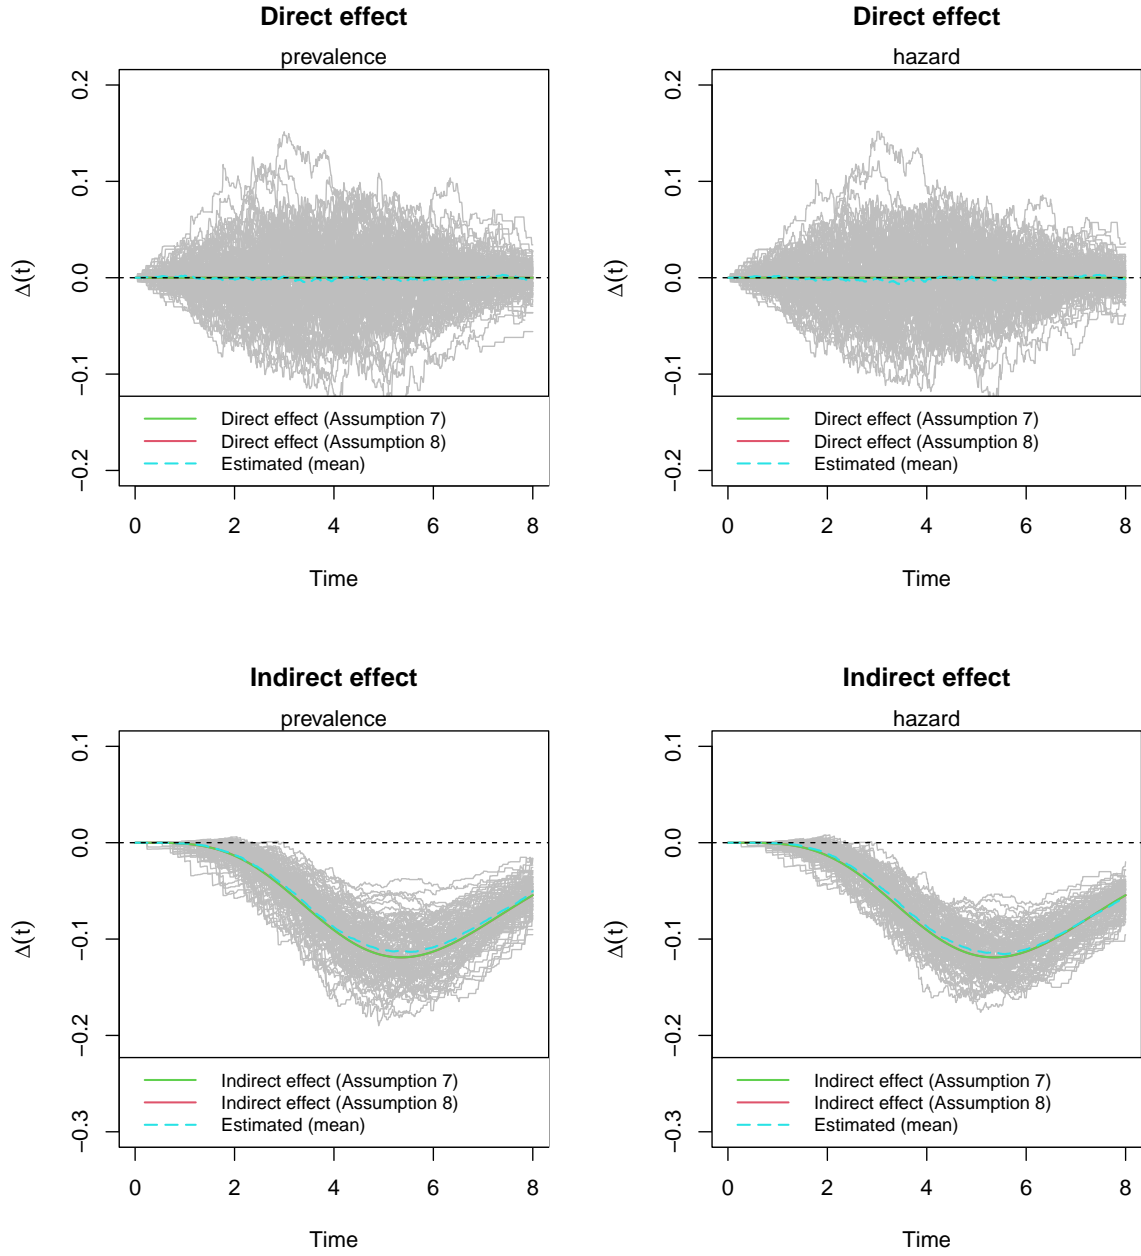 Direct effect
prevalence
Δ(t)
0.2
0.1
0.0
−0.1
−0.2
Direct effect (Assumption 7)
Direct effect (Assumption 8)
Estimated (mean)
0 2 4 6 8
Time
Direct effect
hazard
Δ(t)
0.2
0.1
0.0
−0.1
−0.2
Direct effect (Assumption 7)
Direct effect (Assumption 8)
Estimated (mean)
0 2 4 6 8
Time
Indirect effect
prevalence
Δ(t)
0.1
0.0
−0.1
−0.2
−0.3
Indirect effect (Assumption 7)
Indirect effect (Assumption 8)
Estimated (mean)
0 2 4 6 8
Time
Indirect effect
hazard
Δ(t)
0.1
0.0
−0.1
−0.2
−0.3
Indirect effect (Assumption 7)
Indirect effect (Assumption 8)
Estimated (mean)
0 2 4 6 8
Time